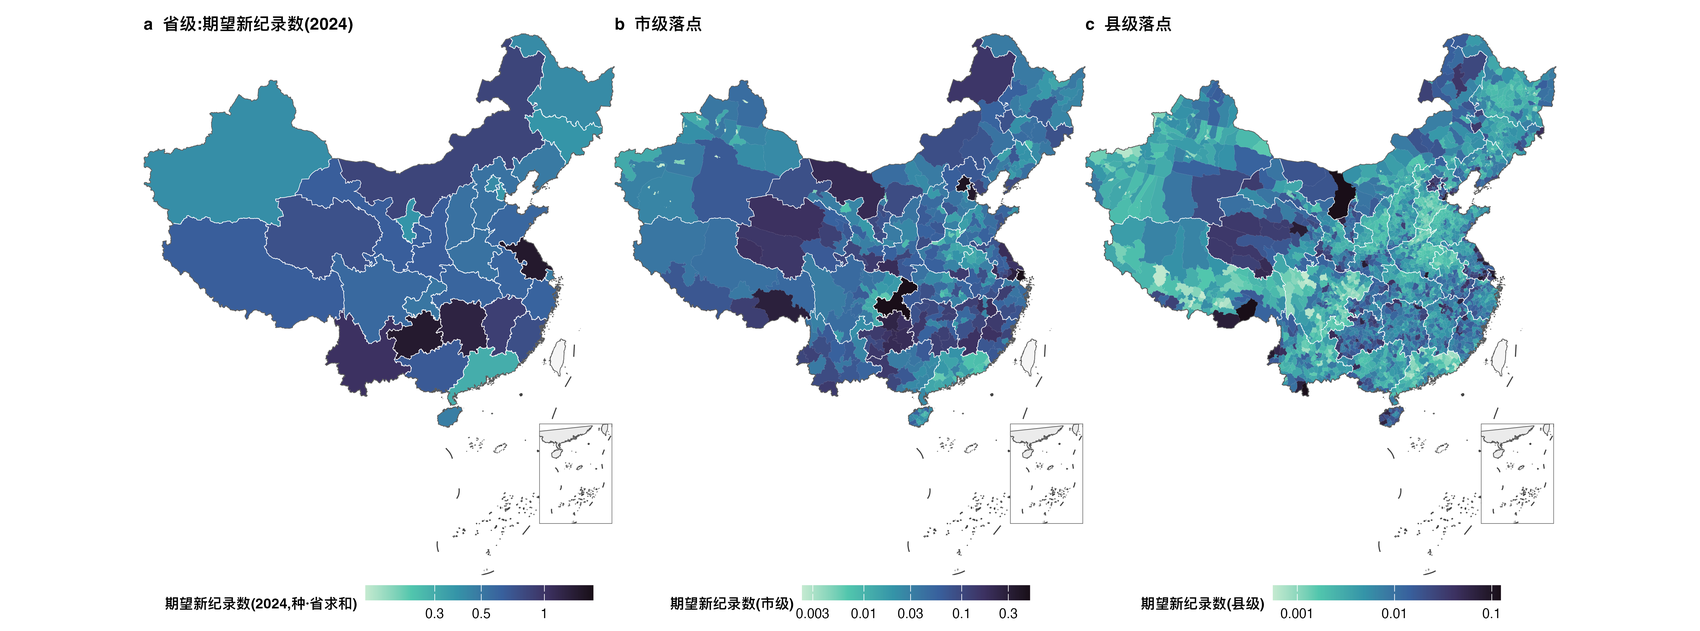 a 省级:期望新纪录数(2024)
b 市级落点
c 县级落点
期望新纪录数(2024,种·省求和)
0.3 0.5 1
期望新纪录数(市级)
0.003 0.01 0.03 0.1 0.3
期望新纪录数(县级)
0.001 0.01 0.1